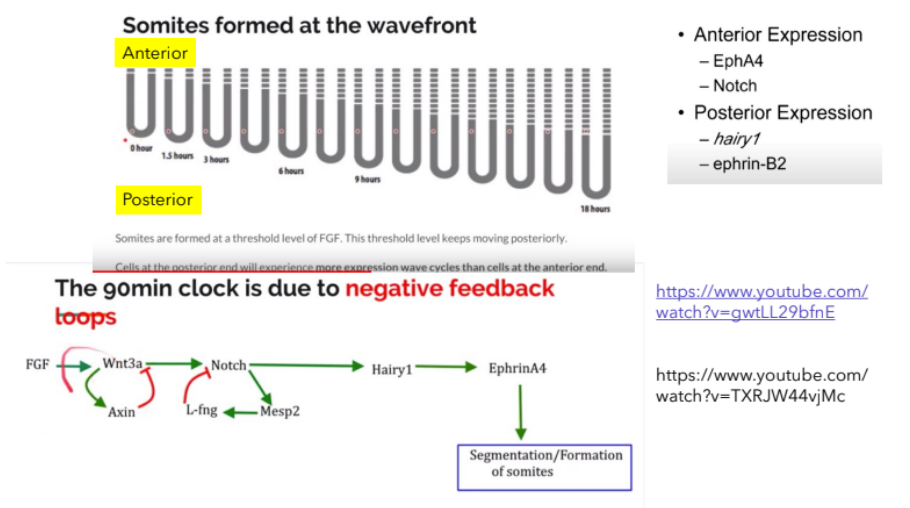 Somites formed at the wavefront
Anterior
0 hour
1.5 hours
3 hours
6 hours
9 hours
18 hours
Posterior
Somites are formed at a threshold level of FGF. This threshold level keeps moving posteriorly.
Cells at the posterior end will experience more expression wave cycles than cells at the anterior end.
• Anterior Expression
– EphA4
– Notch
• Posterior Expression
– hairy1
– ephrin-B2
The 90min clock is due to negative feedback
loops
FGF
Wnt3a
Notch
Hairy1
EphrinA4
Axin
L-fng
Mesp2
Segmentation/Formation
of somites
https://www.youtube.com/
watch?v=gwtLL29bfnE
https://www.youtube.com/
watch?v=TXRJW44vjMc